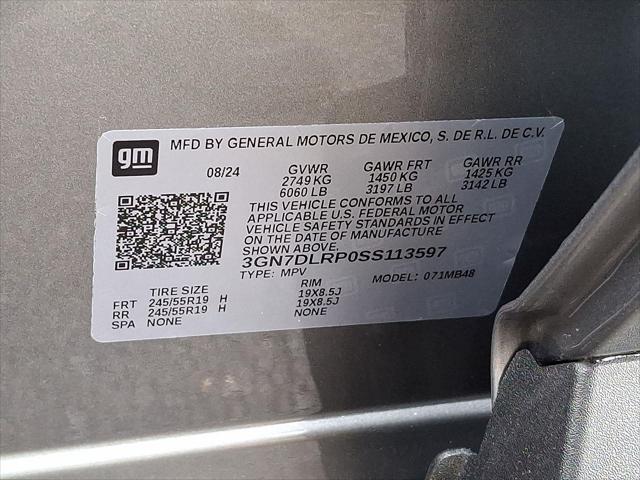 gm
MFD BY GENERAL MOTORS DE MEXICO, S. DE R.L. DE C.V.
08/24 GVWR GAWR FRT GAWR RR
2749 KG 1450 KG 1425 KG
6060 LB 3197 LB 3142 LB
THIS VEHICLE CONFORMS TO ALL
APPLICABLE U.S. FEDERAL MOTOR
VEHICLE SAFETY STANDARDS IN EFFECT
ON THE DATE OF MANUFACTURE
SHOWN ABOVE.
3GN7DLRP0SS113597
TYPE: MPV MODEL: 071MB48
TIRE SIZE RIM
FRT 245/55R19 H 19X8.5J
RR 245/55R19 H 19X8.5J
SPA NONE NONE